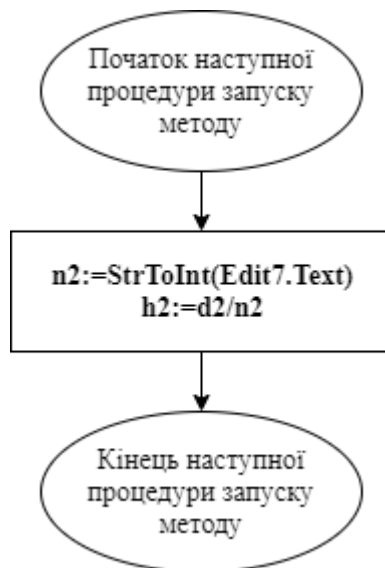 Початок наступної
процедури запуску
методу
n2:=StrToInt(Edit7.Text)
h2:=d2/n2
Кінець наступної
процедури запуску
методу